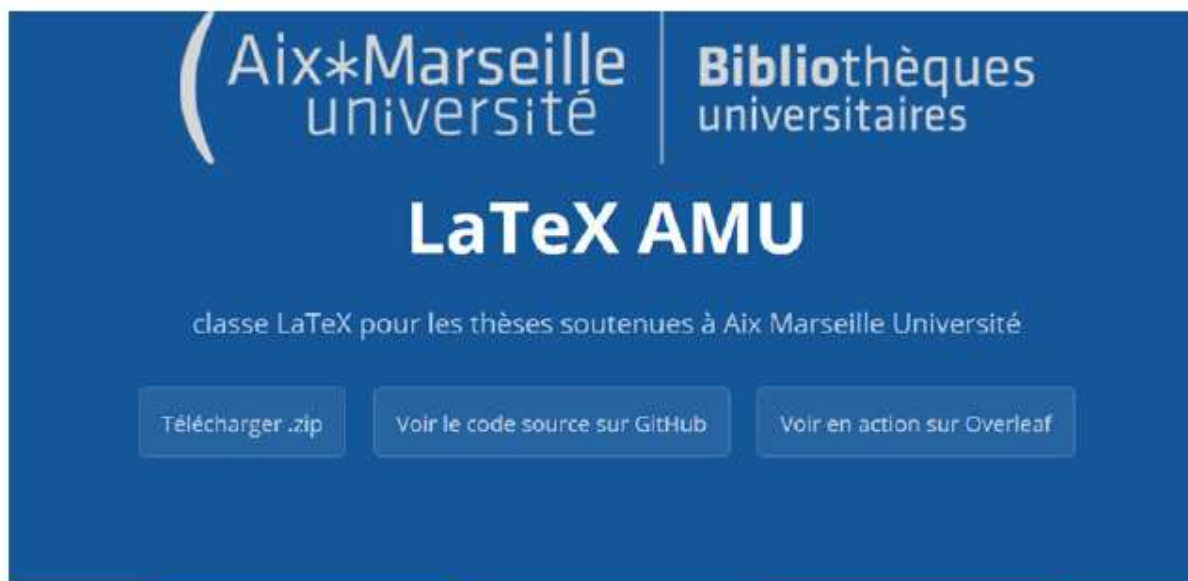 Aix*Marseille
université
Bibliothèques
universitaires
LaTeX AMU
classe LaTeX pour les thèses soutenues à Aix Marseille Université
Télécharger .zip
Voir le code source sur GitHub
Voir en action sur Overleaf